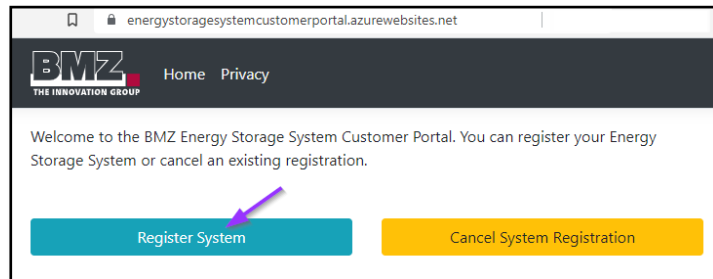 energystoragesystemcustomerportal.azurewebsites.net
BMZ
THE INNOVATION GROUP
Home Privacy
Welcome to the BMZ Energy Storage System Customer Portal. You can register your Energy
Storage System or cancel an existing registration.
Register System
Cancel System Registration